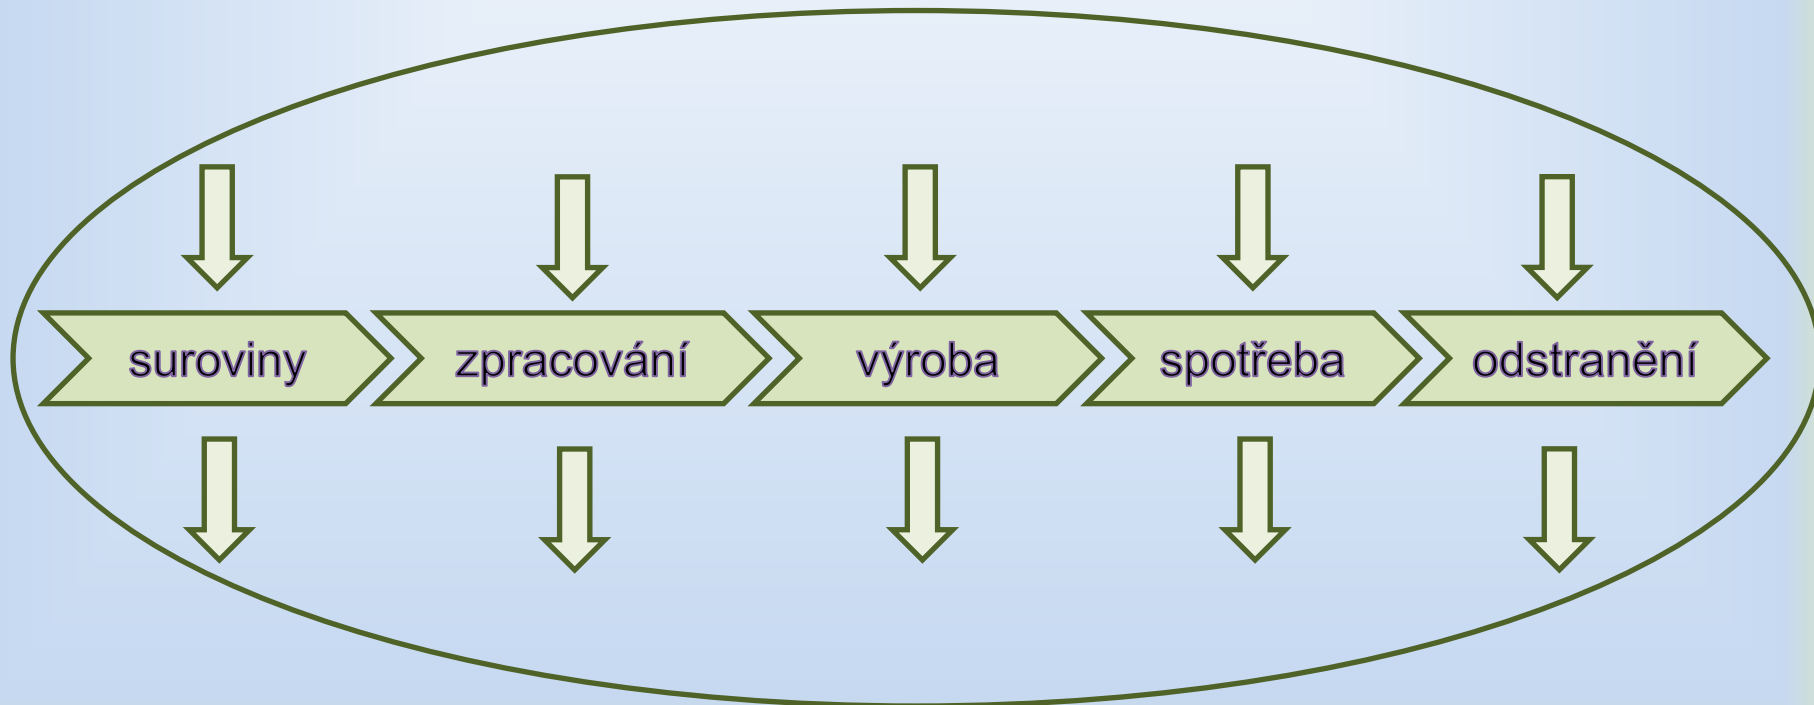 suroviny
zpracování
výroba
spotřeba
odstranění